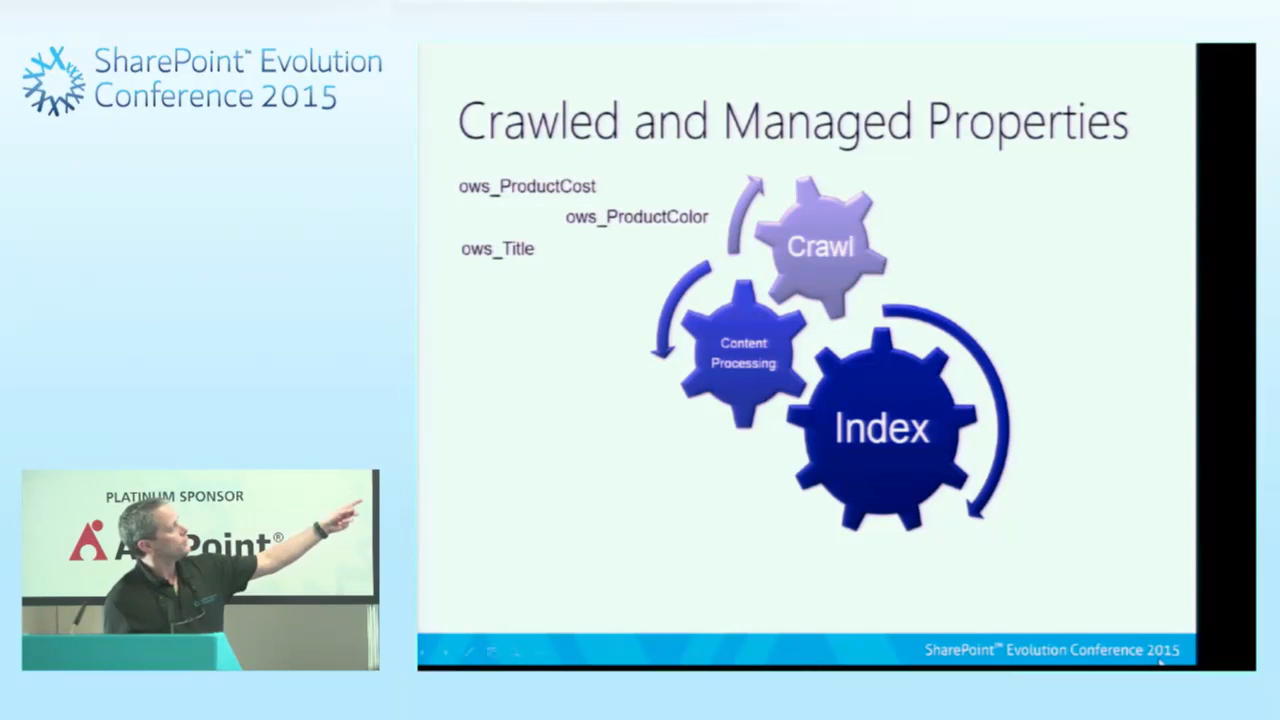 SharePoint™ Evolution
Conference 2015
Crawled and Managed Properties
ows_ProductCost
ows_ProductColor
ows_Title
Crawl
Content
Processing
Index
PLATINUM SPONSOR
Point®
SharePoint™ Evolution Conference 2015